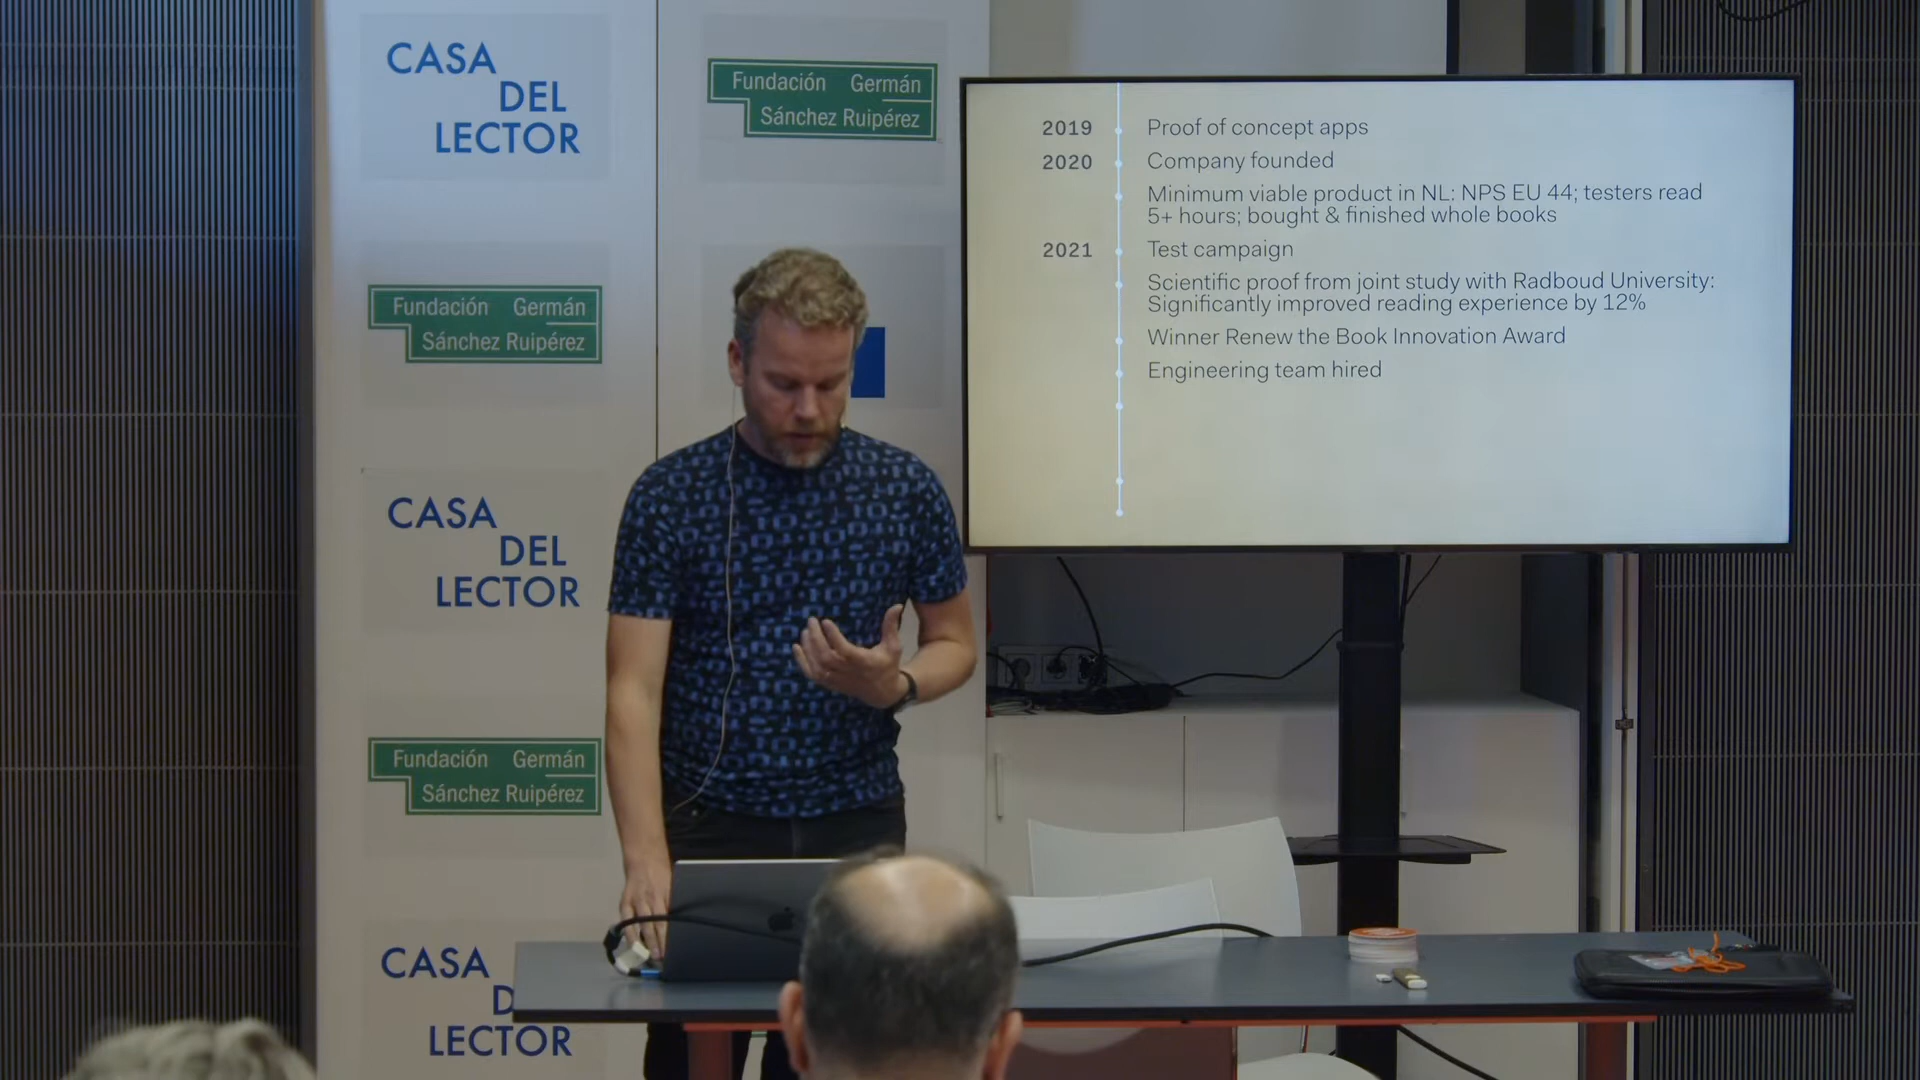 CASA
DEL
LECTOR
Fundación Germán
Sánchez Ruipérez
Fundación Germán
Sánchez Ruipérez
CASA
DEL
LECTOR
Fundación Germán
Sánchez Ruipérez
CASA
D
LECTOR
2019 Proof of concept apps
2020 Company founded
Minimum viable product in NL: NPS EU 44; testers read
5+ hours; bought & finished whole books
2021 Test campaign
Scientific proof from joint study with Radboud University:
Significantly improved reading experience by 12%
Winner Renew the Book Innovation Award
Engineering team hired